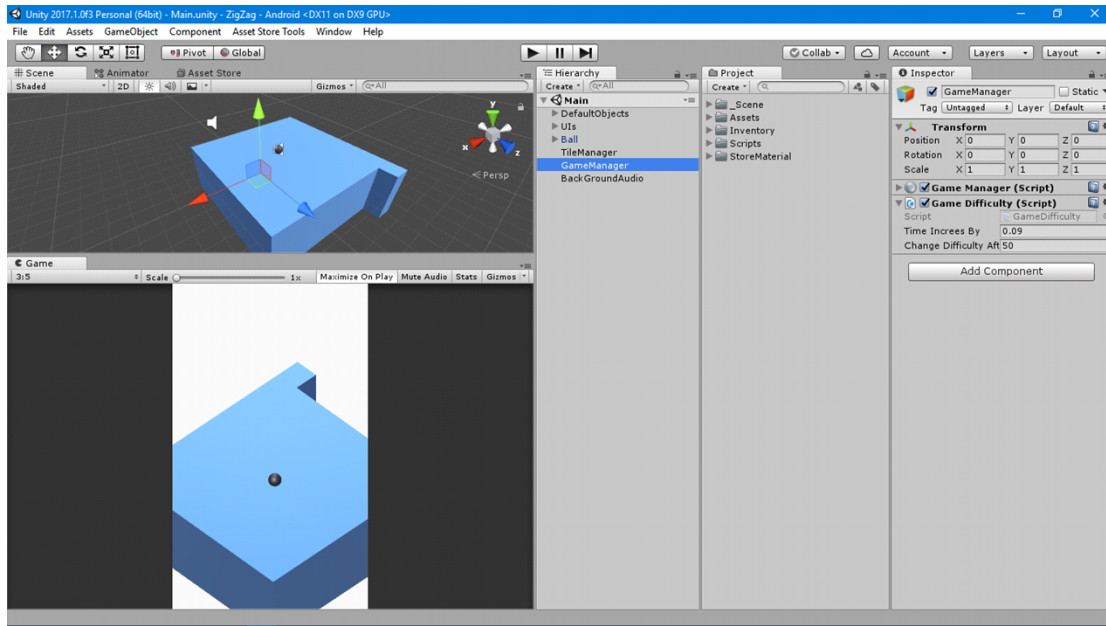 Unity 2017.1.0f3 Personal (64bit) - Main.unity - ZigZag - Android <DX11 on DX9 GPU>
File Edit Assets GameObject Component Asset Store Tools Window Help
Pivot Global Collab Account Layers Layout
Scene Animator Asset Store
Shaded 2D Gizmos All
y x z
Persp
Game
3:5 Scale 1x Maximize On Play Mute Audio Stats Gizmos
Hierarchy
Create All
Main
DefaultObjects
UIs
Ball
TileManager
GameManager
BackGroundAudio
Project
Create
_Scene
Assets
Inventory
Scripts
StoreMaterial
Inspector
GameManager Static
Tag Untagged Layer Default
Transform
Position X 0 Y 0 Z 0
Rotation X 0 Y 0 Z 0
Scale X 1 Y 1 Z 1
Game Manager (Script)
Game Difficulty (Script)
Script GameDifficulty
Time Increes By 0.09
Change Difficulty Aft 50
Add Component